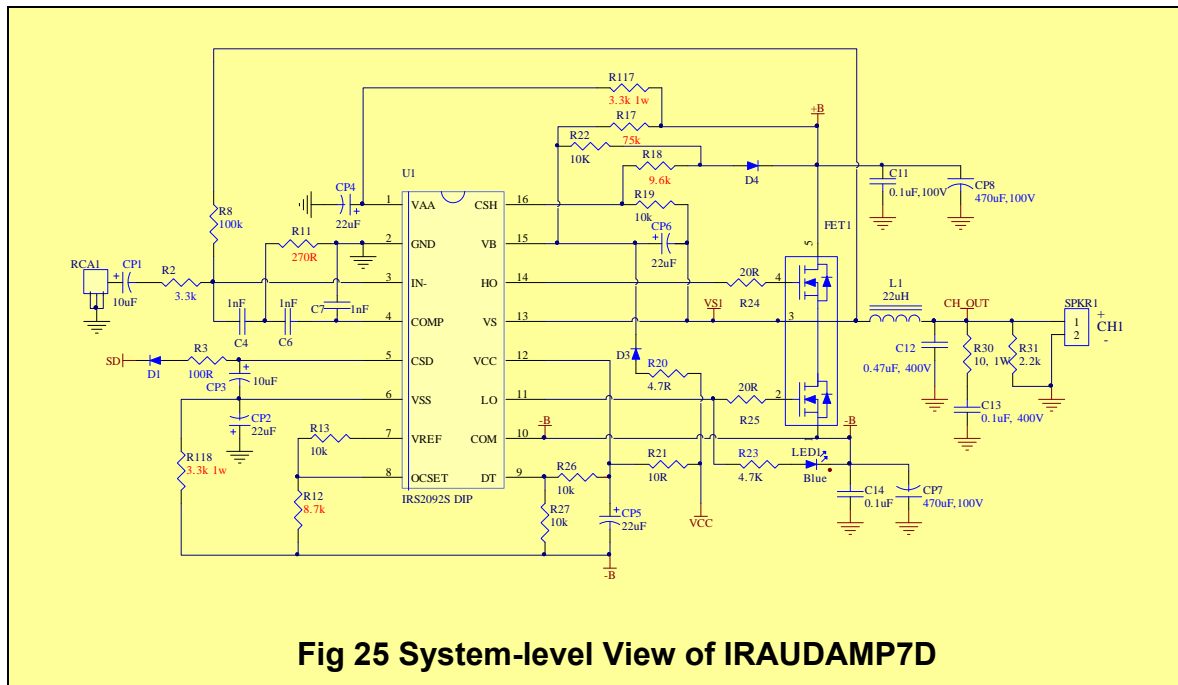 R117
3.3k 1w
+B
R17
75k
R22
10K
R18
9.6k
D4
U1
CP4
22uF
1
VAA
CSH
16
R19
10k
C11
0.1uF,100V
CP8
470uF,100V
R8
100k
R11
270R
2
GND
VB
15
CP6
22uF
FET1
5
RCA1
CP1
10uF
R2
3.3k
3
IN-
HO
14
20R
R24
4
1nF
C4
1nF
C6
C7
1nF
4
COMP
VS
13
VS1
3
L1
22uH
CH_OUT
SPKR1
1
2
+
CH1
-
SD
D1
R3
100R
5
CSD
VCC
12
D3
R20
4.7R
C12
0.47uF, 400V
R30
10, 1W
R31
2.2k
CP3
10uF
6
VSS
LO
11
20R
R25
2
CP2
22uF
C13
0.1uF, 400V
R13
10k
7
VREF
COM
10
-B
1
-B
R118
3.3k 1w
8
OCSET
DT
9
R26
10k
R21
10R
R23
4.7K
LED1
Blue
IRS2092S DIP
R12
8.7k
R27
10k
CP5
22uF
VCC
C14
0.1uF
CP7
470uF,100V
-B
Fig 25 System-level View of IRAUDAMP7D